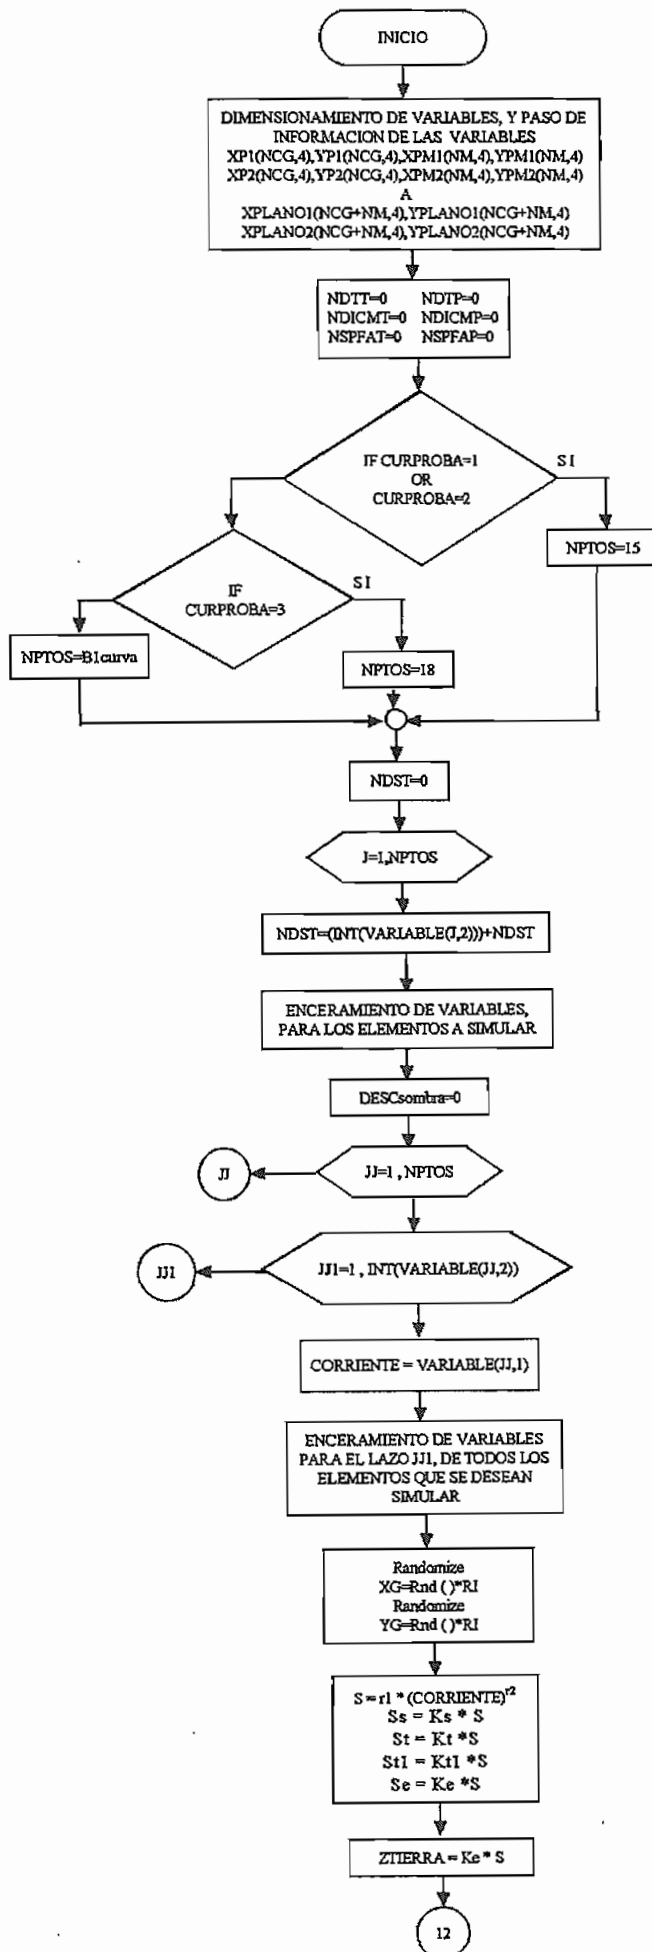 INICIO
DIMENSIONAMIENTO DE VARIABLES, Y PASO DE
INFORMACION DE LAS VARIABLES
XP1(NCG,4),YP1(NCG,4),XPM1(NM,4),YPM1(NM,4)
XP2(NCG,4),YP2(NCG,4),XPM2(NM,4),YPM2(NM,4)
A
XPLANO1(NCG+NM,4),YPLANO1(NCG+NM,4)
XPLANO2(NCG+NM,4),YPLANO2(NCG+NM,4)
NDTT=0 NDTP=0
NDICMT=0 NDICMP=0
NSPFAT=0 NSPFAP=0
IF CURPROBA=1
OR
CURPROBA=2
SI
NPTOS=15
IF
CURPROBA=3
SI
NPTOS=B1curva
NPTOS=18
NDST=0
J=1,NPTOS
NDST=(INT(VARIABLE(J,2)))+NDST
ENCERAMIENTO DE VARIABLES,
PARA LOS ELEMENTOS A SIMULAR
DESCsombra=0
JJ
JJ=1 , NPTOS
JJ1
JJ1=1 , INT(VARIABLE(JJ,2))
CORRIENTE = VARIABLE(JJ,1)
ENCERAMIENTO DE VARIABLES
PARA EL LAZO JJ1, DE TODOS LOS
ELEMENTOS QUE SE DESEAN
SIMULAR
Randomize
XG=Rnd ( )*RI
Randomize
YG=Rnd ( )*RI
S = r1 * (CORRIENTE)^r2
Ss = Ks * S
St = Kt *S
St1 = Kt1 *S
Se = Ke *S
ZTIERRA = Ke * S
12